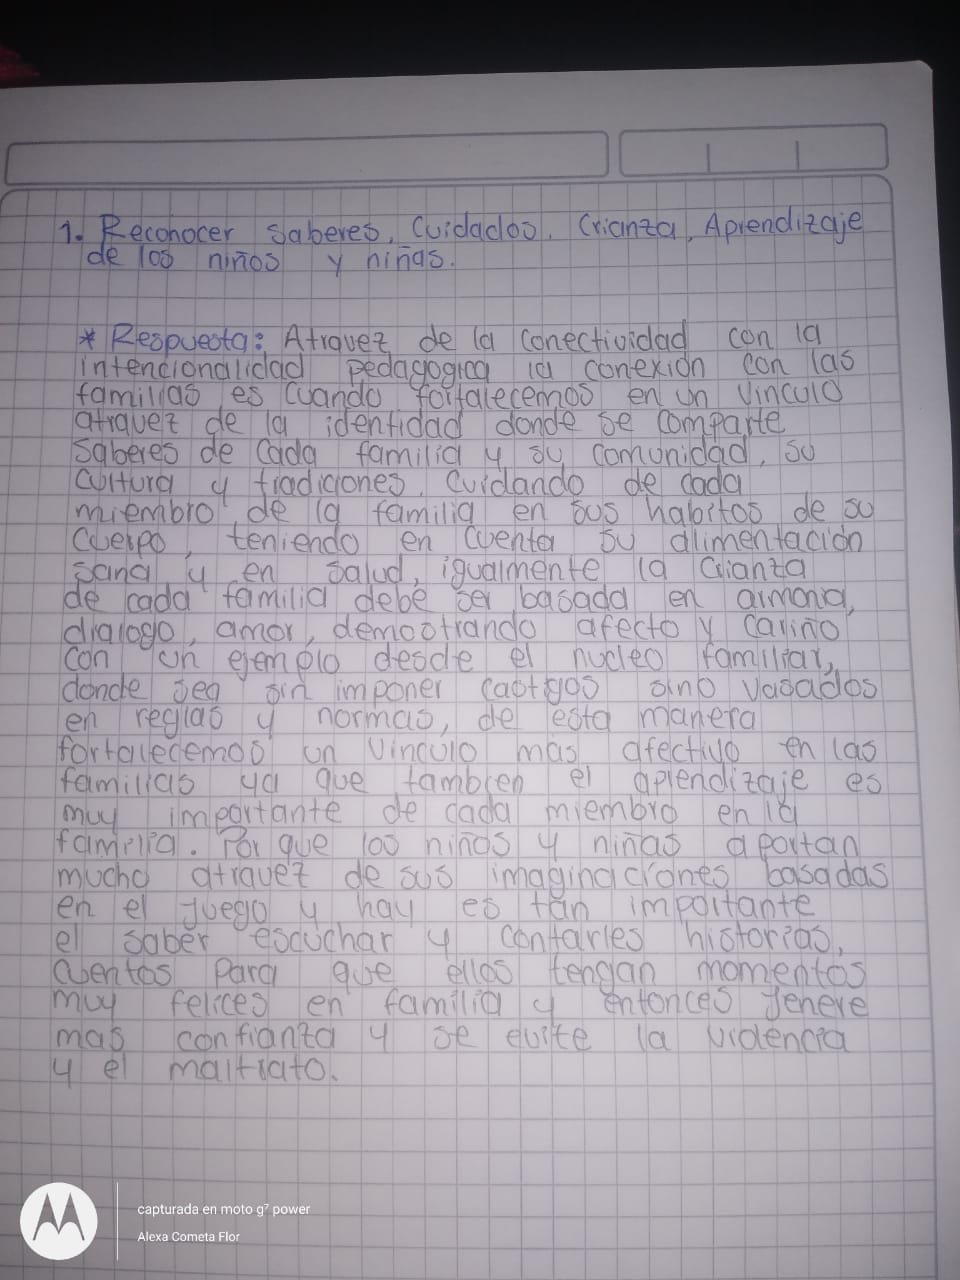 1. Reconocer saberes, Cuidados, Crianza, Aprendizaje
de los niños y niñas.
* Respuesta: Atravez de la conectividad con la
intencionalidad pedagogica la conexion con las
familias es cuando fortalecemos en un vinculo
atravez de la identidad donde se comparte
saberes de cada familia y su comunidad, su
cultura y tradiciones, cuidando de cada
miembro de la familia en sus habitos de su
cuerpo, teniendo en cuenta su alimentación
sana y en salud, igualmente la crianza
de cada familia debe ser basada en armonia,
dialogo, amor, demostrando afecto y cariño
con un ejemplo desde el nucleo familiar,
donde sea sin imponer castigos sino vasados
en reglas y normas, de esta manera
fortalecemos un vinculo más afectivo en las
familias ya que tambien el aprendizaje es
muy importante de cada miembro en la
familia. Por que los niños y niñas aportan
mucho atravez de sus imaginaciones basadas
en el juego y hay es tan importante
el saber escuchar y contarles historias,
cuentos para que ellos tengan momentos
muy felices en familia y entonces genere
mas confianza y se evite la violencia
y el maltrato.
capturada en moto g⁷ power
Alexa Cometa Flor